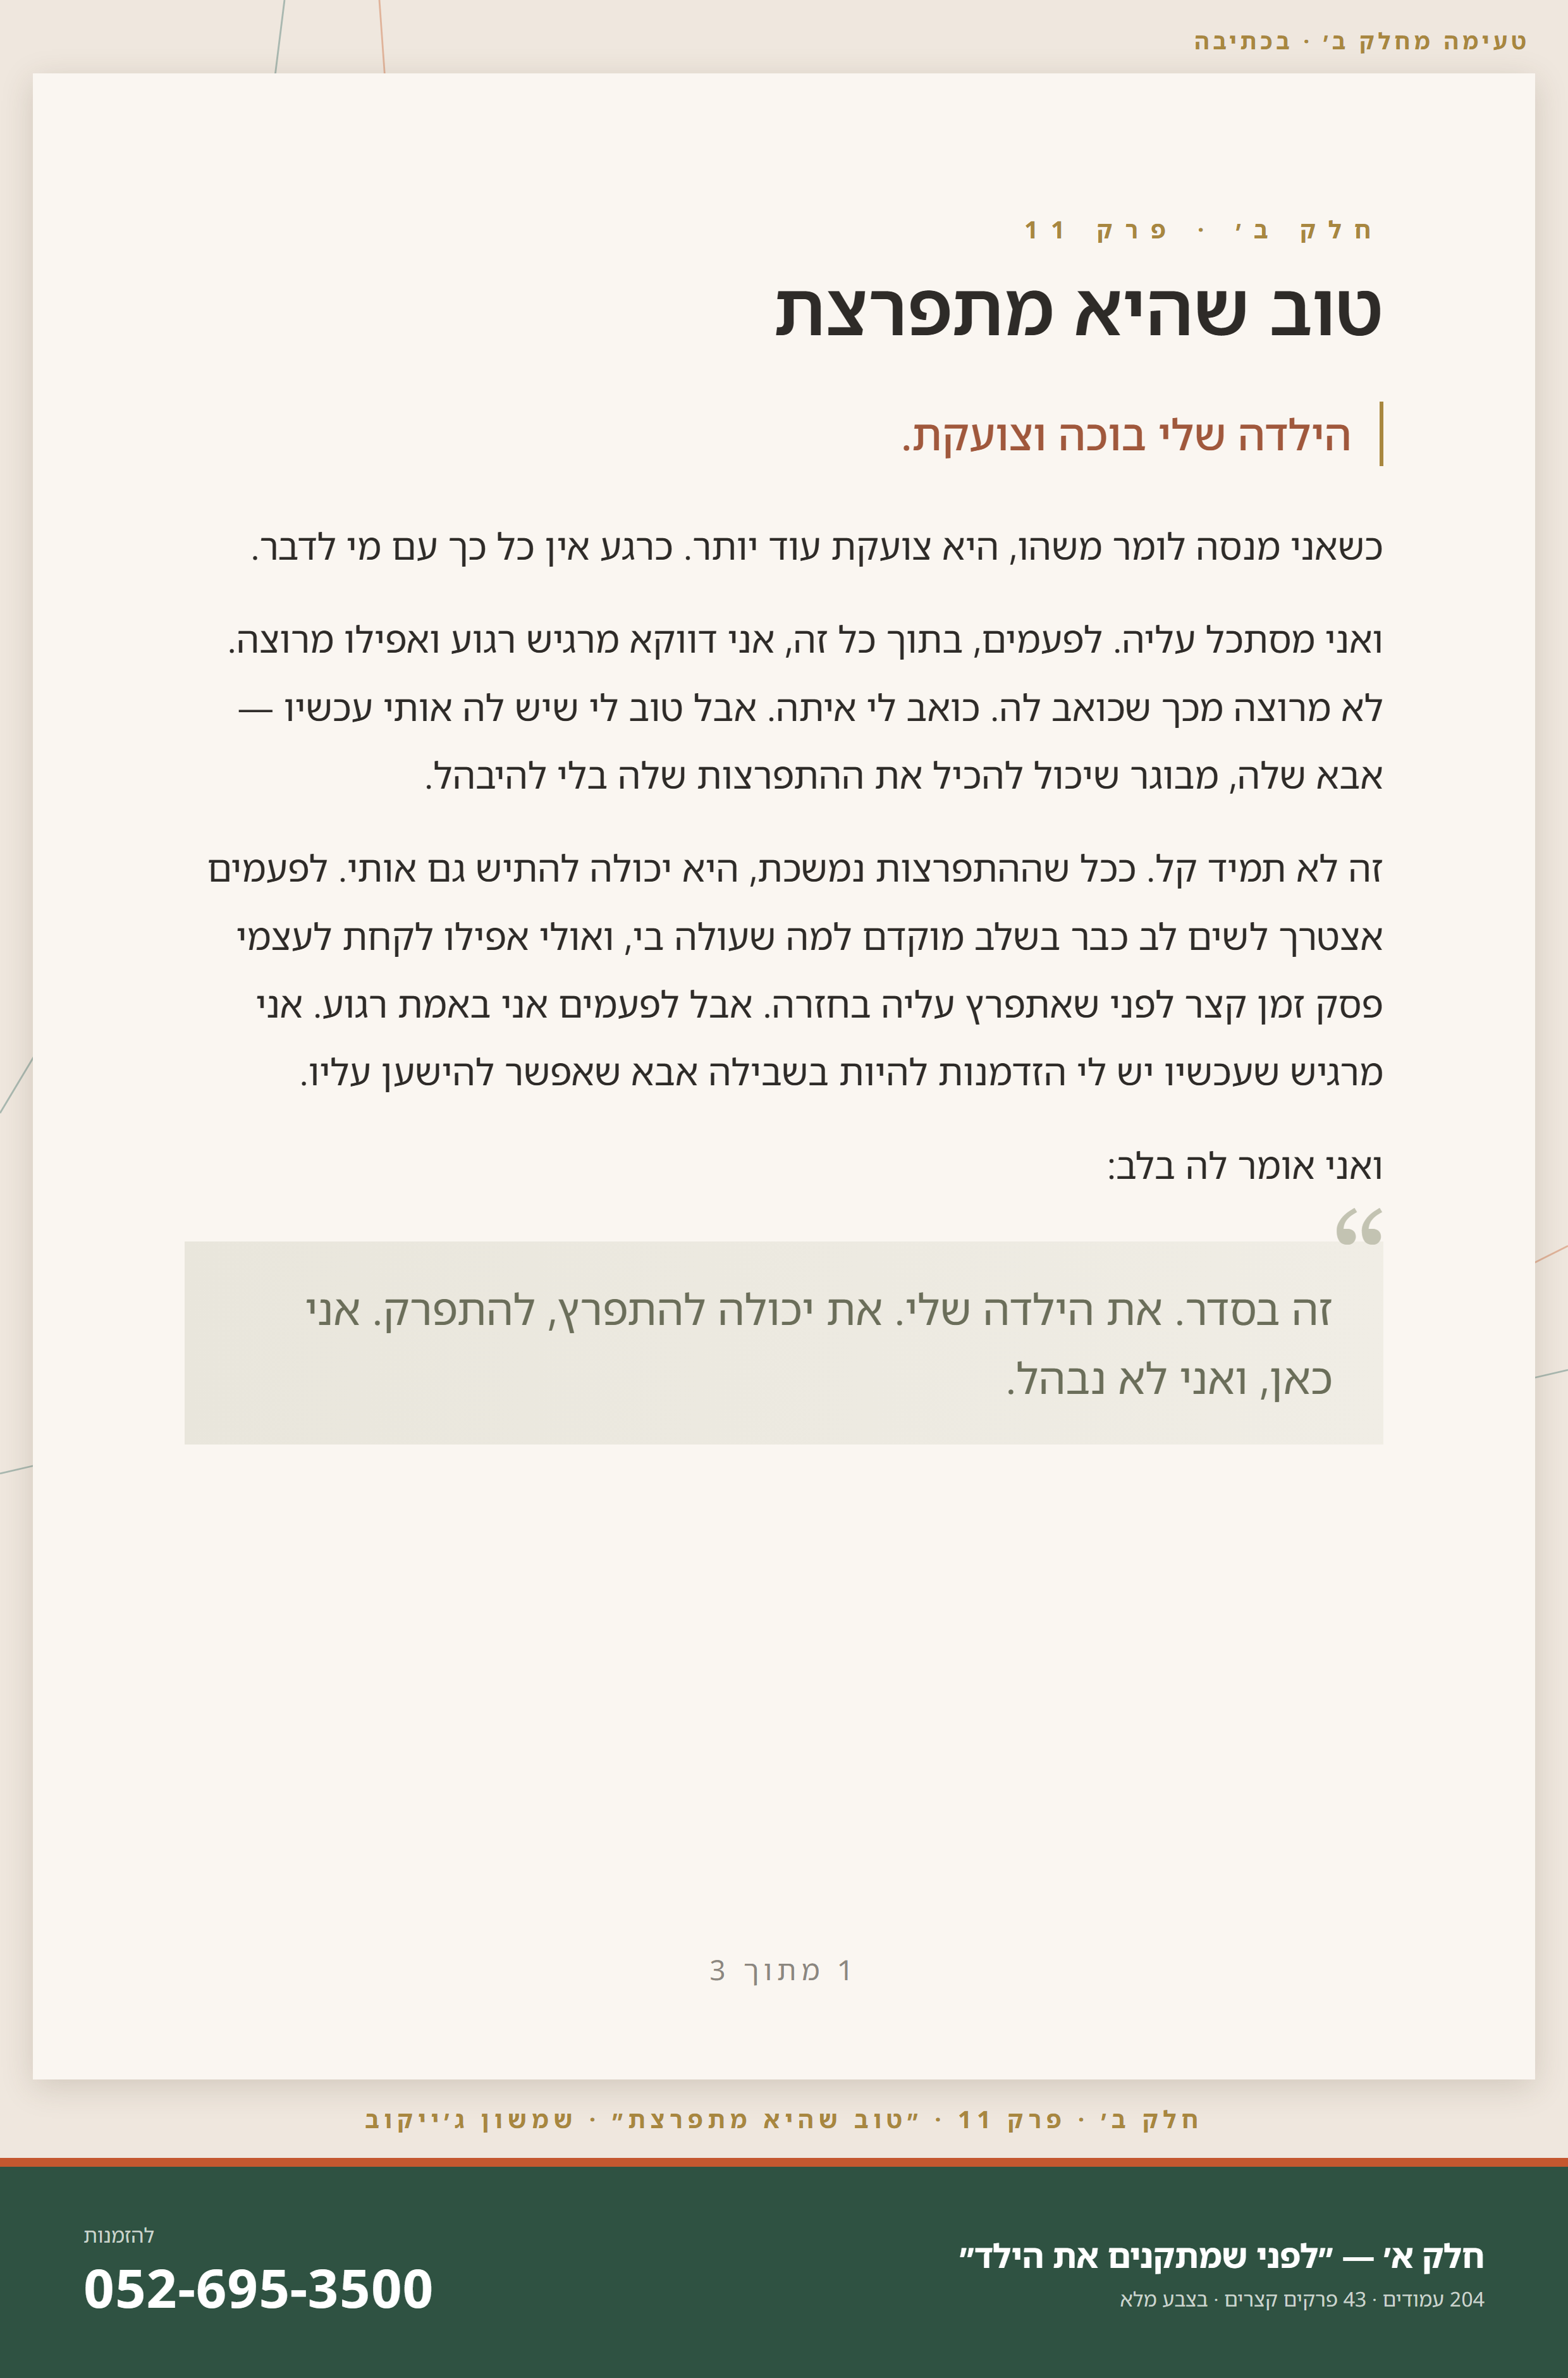 טעימה מחלק ב׳ · בכתיבה
חלק ב׳ · פרק 11
טוב שהיא מתפרצת
הילדה שלי בוכה וצועקת.
כשאני מנסה לומר משהו, היא צועקת עוד יותר. כרגע אין כל כך עם מי לדבר.
ואני מסתכל עליה. לפעמים, בתוך כל זה, אני דווקא מרגיש רגוע ואפילו מרוצה.
לא מרוצה מכך שכואב לה. כואב לי איתה. אבל טוב לי שיש לה אותי עכשיו —
אבא שלה, מבוגר שיכול להכיל את ההתפרצות שלה בלי להיבהל.
זה לא תמיד קל. ככל שההתפרצות נמשכת, היא יכולה להתיש גם אותי. לפעמים
אצטרך לשים לב כבר בשלב מוקדם למה שעולה בי, ואולי אפילו לקחת לעצמי
פסק זמן קצר לפני שאתפרץ עליה בחזרה. אבל לפעמים אני באמת רגוע. אני
מרגיש שעכשיו יש לי הזדמנות להיות בשבילה אבא שאפשר להישען עליו.
ואני אומר לה בלב:
“
זה בסדר. את הילדה שלי. את יכולה להתפרץ, להתפרק. אני
כאן, ואני לא נבהל.
1 מתוך 3
חלק ב׳ · פרק 11 · ״טוב שהיא מתפרצת״ · שמשון ג׳ייקוב
חלק א׳ — ״לפני שמתקנים את הילד״
204 עמודים · 43 פרקים קצרים · בצבע מלא
להזמנות
052-695-3500